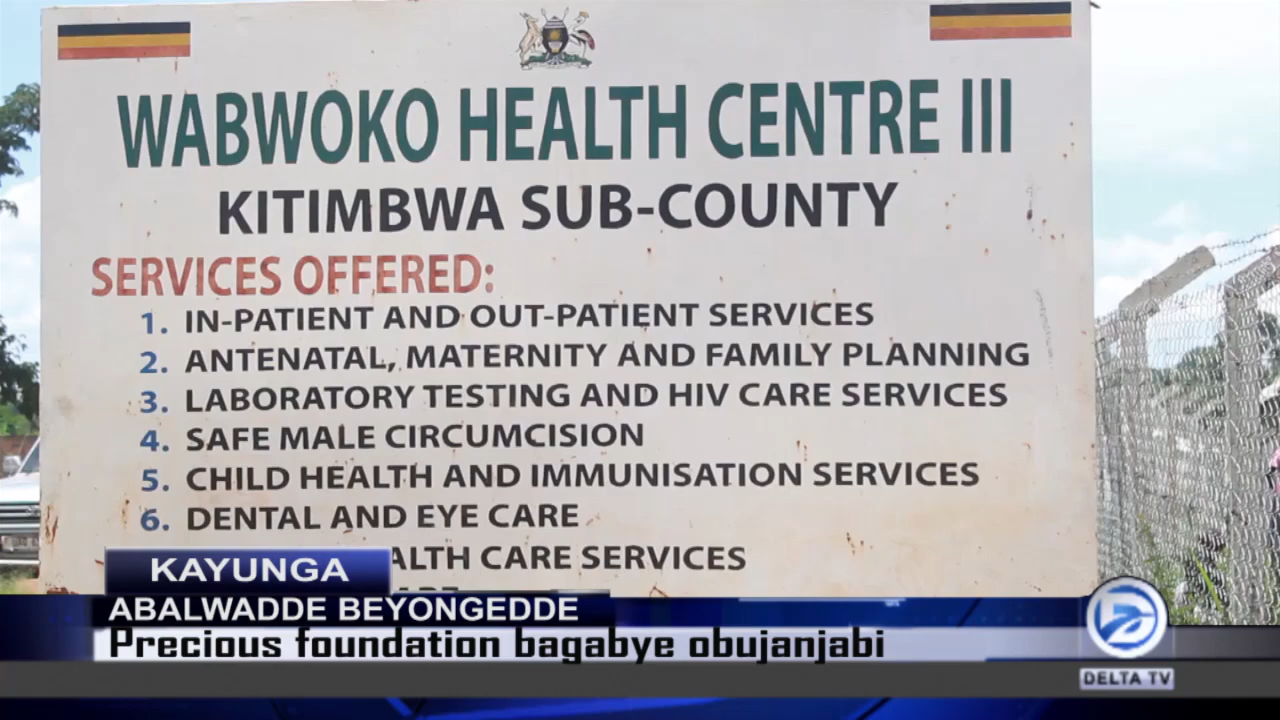 WABWOKO HEALTH CENTRE III
KITIMBWA SUB-COUNTY
SERVICES OFFERED:
1. IN-PATIENT AND OUT-PATIENT SERVICES
2. ANTENATAL, MATERNITY AND FAMILY PLANNING
3. LABORATORY TESTING AND HIV CARE SERVICES
4. SAFE MALE CIRCUMCISION
5. CHILD HEALTH AND IMMUNISATION SERVICES
6. DENTAL AND EYE CARE
CARE SERVICES
KAYUNGA
ABALWADDE BEYONGEDDE
Precious foundation bagabye obujanjabi
DELTA TV